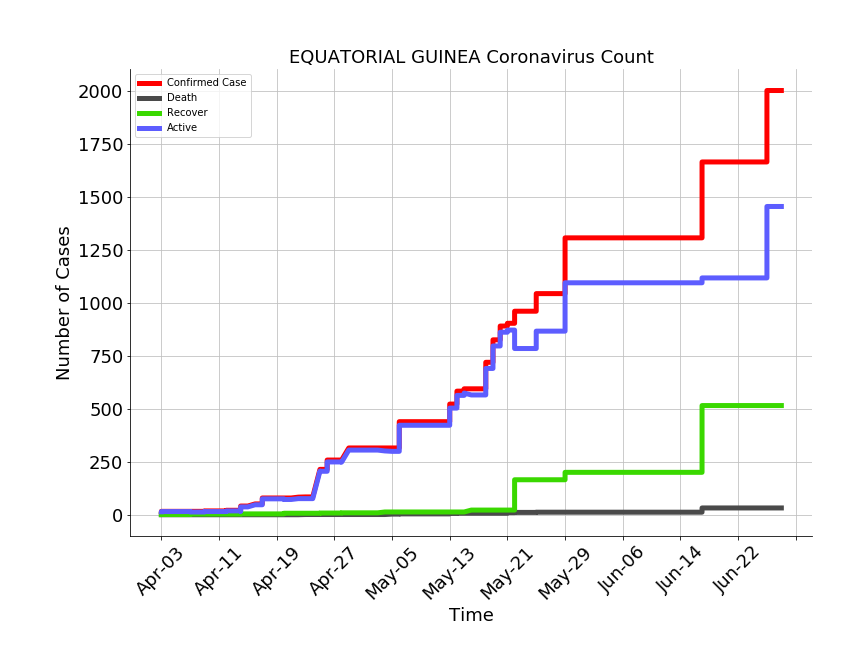 EQUATORIAL GUINEA Coronavirus Count
Confirmed Case
Death
Recover
Active
Number of Cases
2000
1750
1500
1250
1000
750
500
250
0
Apr-03
Apr-11
Apr-19
Apr-27
May-05
May-13
May-21
May-29
Jun-06
Jun-14
Jun-22
Time